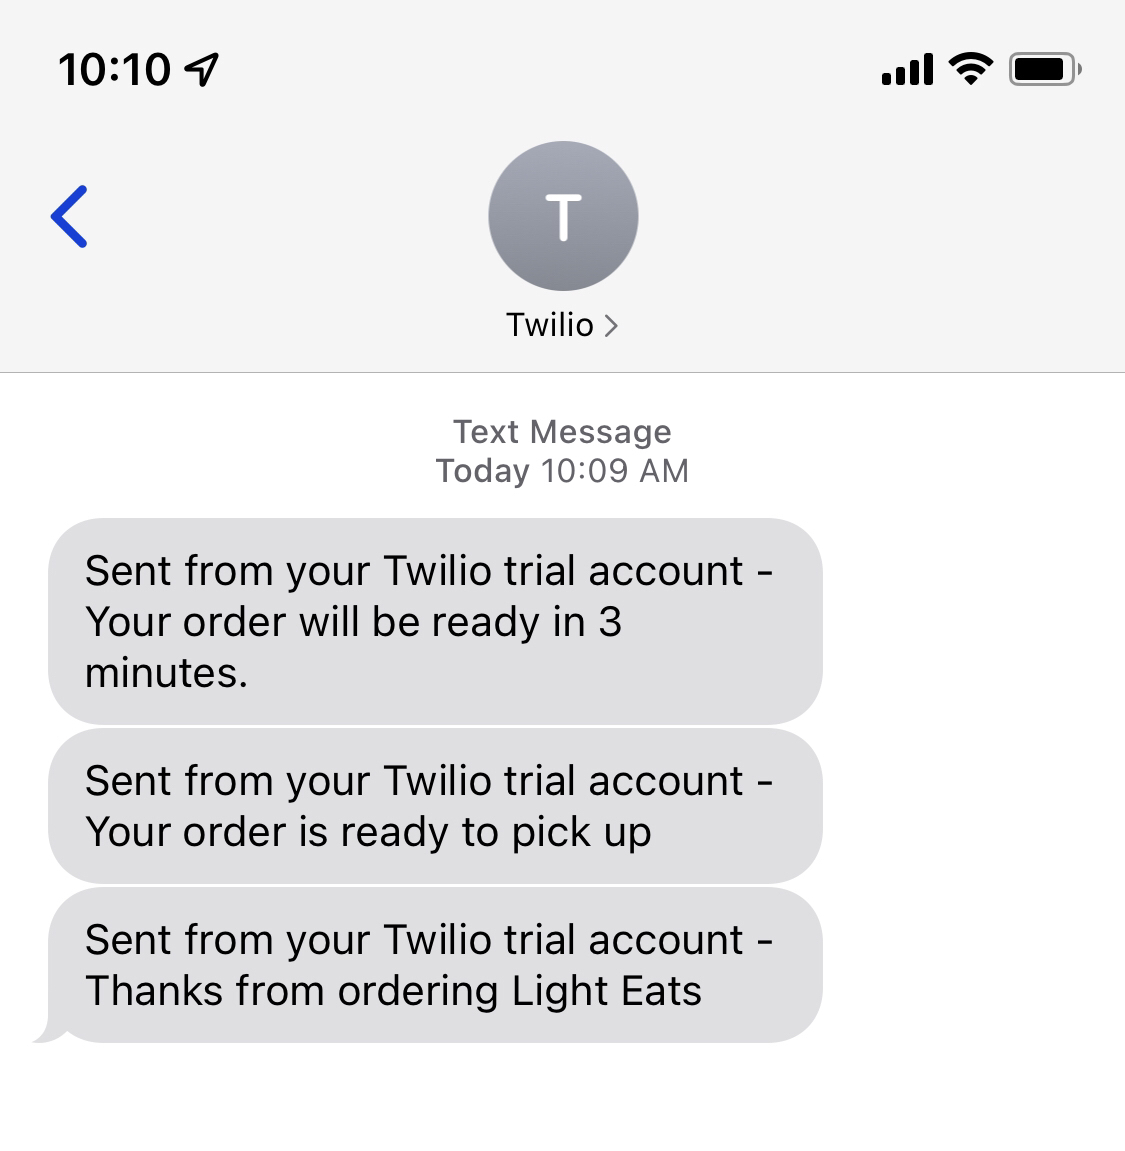 10:10
T
Twilio
Text Message
Today 10:09 AM
Sent from your Twilio trial account -
Your order will be ready in 3
minutes.
Sent from your Twilio trial account -
Your order is ready to pick up
Sent from your Twilio trial account -
Thanks from ordering Light Eats